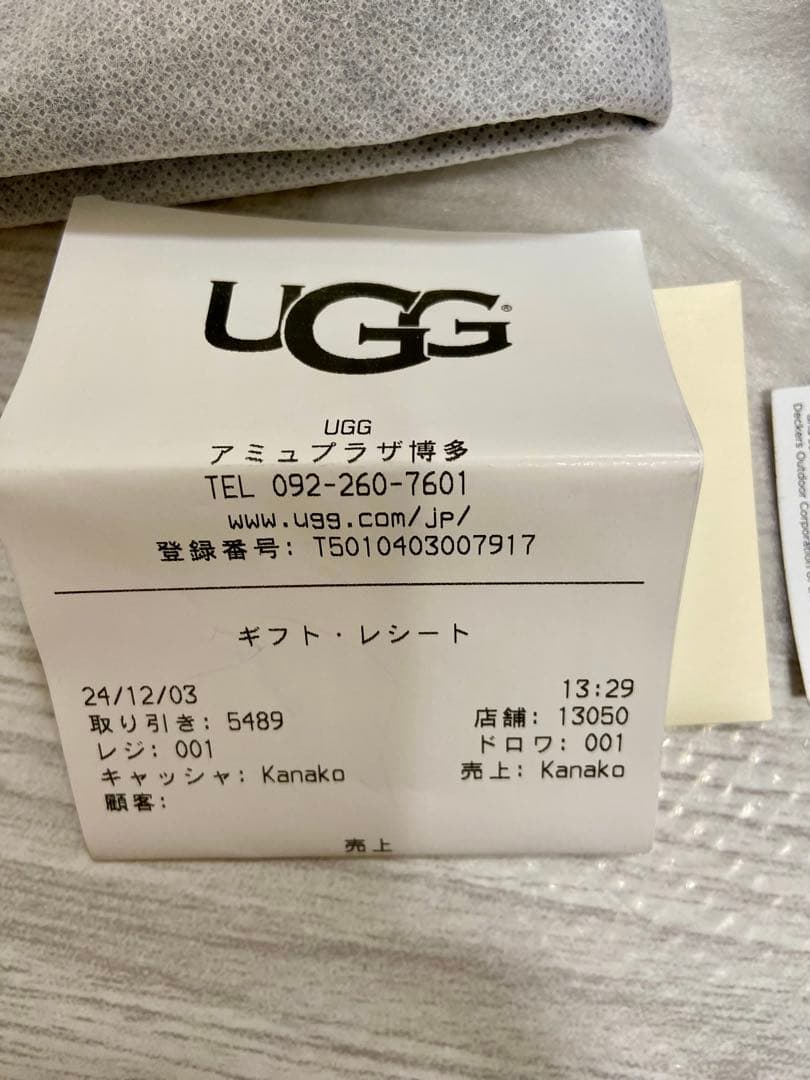 UGG®
UGG
アミュプラザ博多
TEL 092-260-7601
www.ugg.com/jp/
登録番号: T5010403007917
ギフト・レシート
24/12/03 13:29
取り引き: 5489 店舗: 13050
レジ: 001 ドロワ: 001
キャッシャ: Kanako 売上: Kanako
顧客:
売上
Deckers Outdoor Corporation